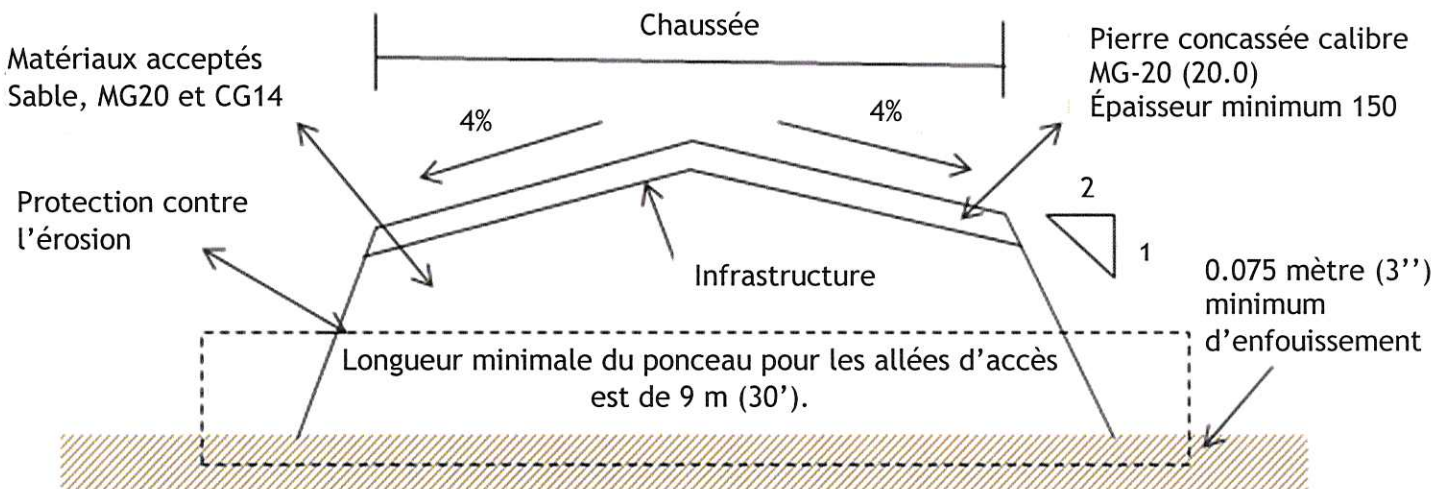 Chaussée
Matériaux acceptés
Sable, MG20 et CG14
Pierre concassée calibre
MG-20 (20.0)
Épaisseur minimum 150
4%
4%
Protection contre
l’érosion
2
1
Infrastructure
0.075 mètre (3’’)
minimum
d’enfouissement
Longueur minimale du ponceau pour les allées d’accès
est de 9 m (30’).